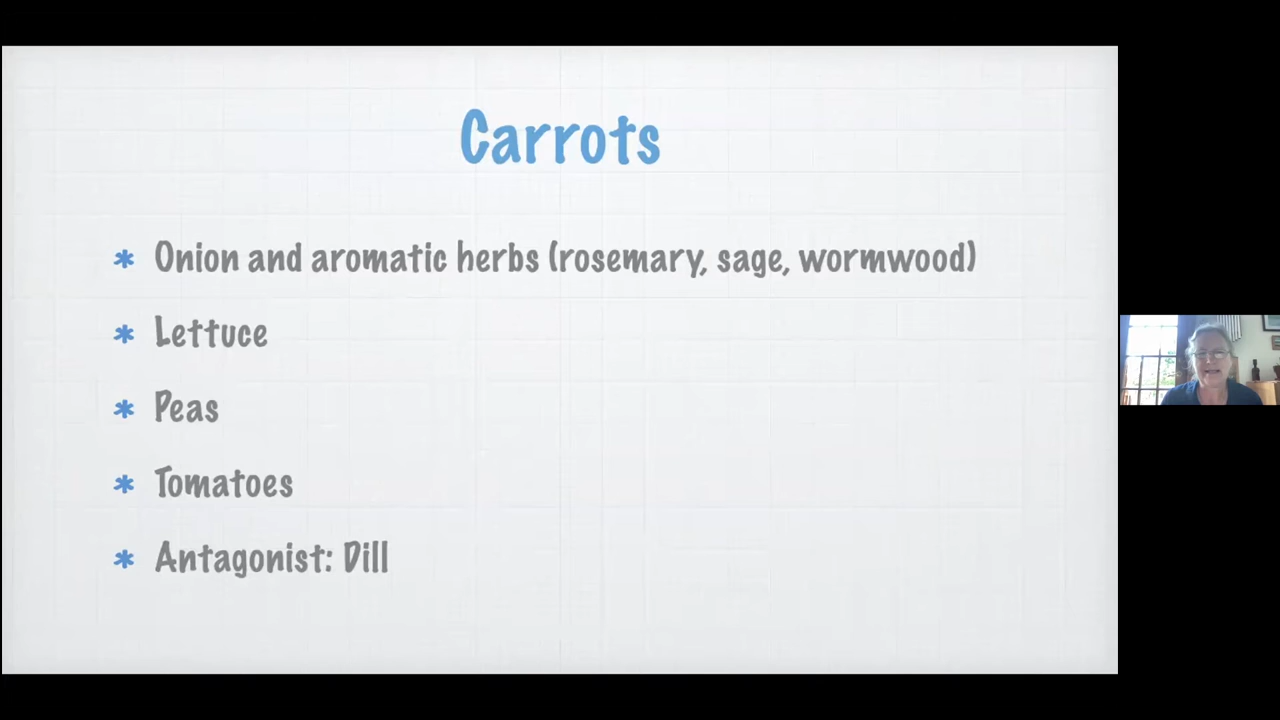 Carrots
* Onion and aromatic herbs (rosemary, sage, wormwood)
* Lettuce
* Peas
* Tomatoes
* Antagonist: Dill